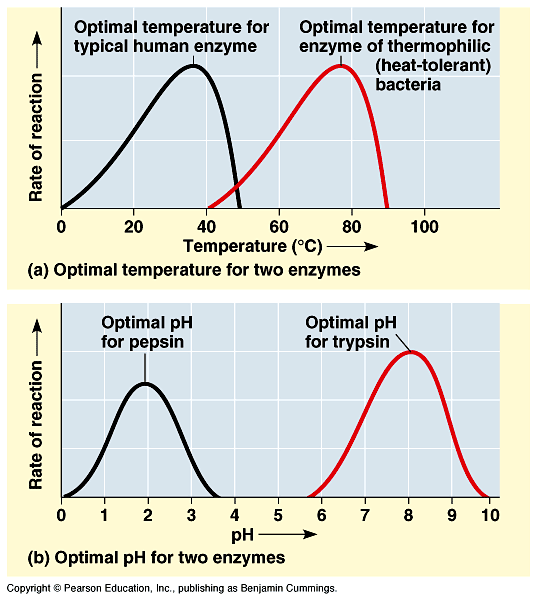 Optimal temperature for
typical human enzyme
Optimal temperature for
enzyme of thermophilic
(heat-tolerant)
bacteria
Rate of reaction
0 20 40 60 80 100
Temperature (°C)
(a) Optimal temperature for two enzymes
Optimal pH
for pepsin
Optimal pH
for trypsin
Rate of reaction
0 1 2 3 4 5 6 7 8 9 10
pH
(b) Optimal pH for two enzymes
Copyright © Pearson Education, Inc., publishing as Benjamin Cummings.